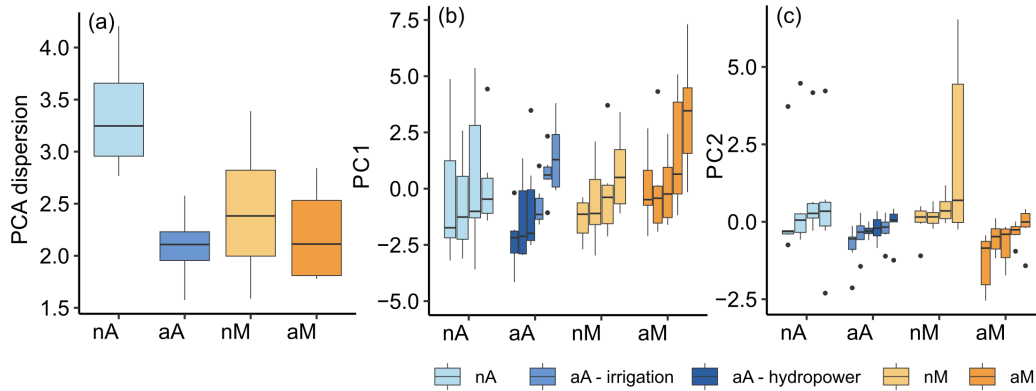 (a)
PCA dispersion
4.0
3.5
3.0
2.5
2.0
1.5
nA aA nM aM
(b)
PC1
7.5
5.0
2.5
0.0
−2.5
−5.0
nA aA nM aM
(c)
PC2
5.0
2.5
0.0
−2.5
nA aA nM aM
nA aA - irrigation aA - hydropower nM aM